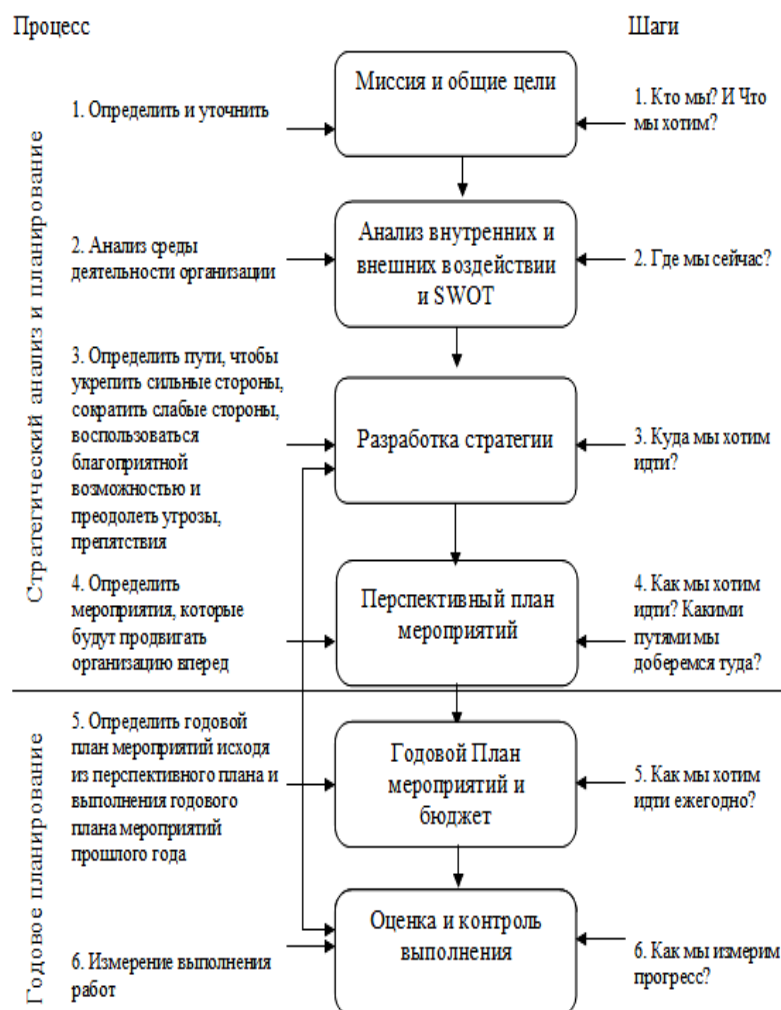 Процесс
Шаги
Стратегический анализ и планирование
Миссия и общие цели
1. Определить и уточнить
1. Кто мы? И Что
мы хотим?
2. Анализ среды
деятельности организации
Анализ внутренних и
внешних воздействии
и SWOT
2. Где мы сейчас?
3. Определить пути, чтобы
укрепить сильные стороны,
сократить слабые стороны,
воспользоваться
благоприятной
возможностью и
преодолеть угрозы,
препятствия
Разработка стратегии
3. Куда мы хотим
идти?
4. Определить
мероприятия, которые
будут продвигать
организацию вперед
Перспективный план
мероприятий
4. Как мы хотим
идти? Какими
путями мы
доберемся туда?
Годовое планирование
5. Определить годовой
план мероприятий исходя
из перспективного плана и
выполнения годового
плана мероприятий
прошлого года
Годовой План
мероприятий и
бюджет
5. Как мы хотим
идти ежегодно?
Оценка и контроль
выполнения
6. Измерение выполнения
работ
6. Как мы измерим
прогресс?